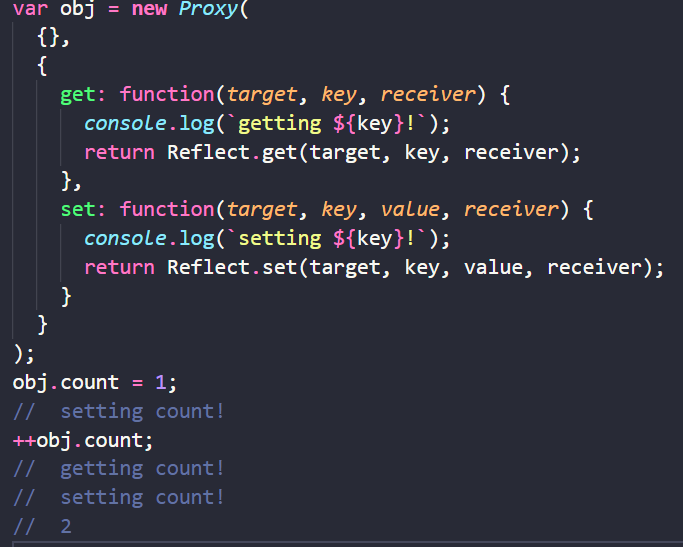 var obj = new Proxy(
  {},
  {
    get: function(target, key, receiver) {
      console.log(`getting ${key}!`);
      return Reflect.get(target, key, receiver);
    },
    set: function(target, key, value, receiver) {
      console.log(`setting ${key}!`);
      return Reflect.set(target, key, value, receiver);
    }
  }
);
obj.count = 1;
//  setting count!
++obj.count;
//  getting count!
//  setting count!
//  2